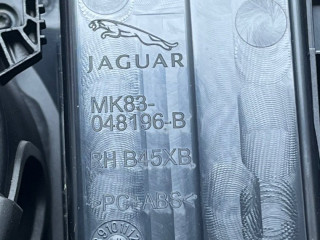 JAGUAR
MK83-
048196-B
RH B45XB
>PC+ABS<